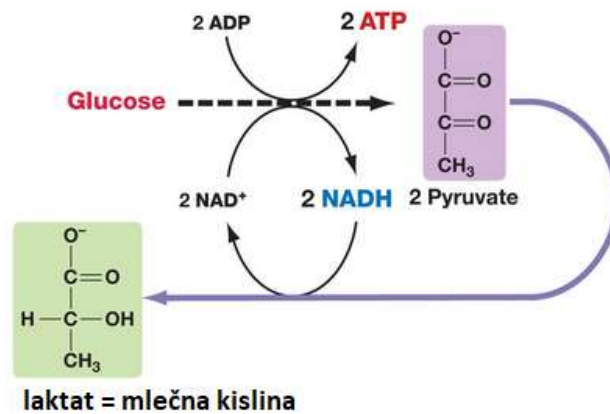 2 ADP
2 ATP
Glucose
O⁻
C=O
C=O
CH₃
2 NAD⁺
2 NADH
2 Pyruvate
O⁻
C=O
H—C—OH
CH₃
laktat = mlečna kislina